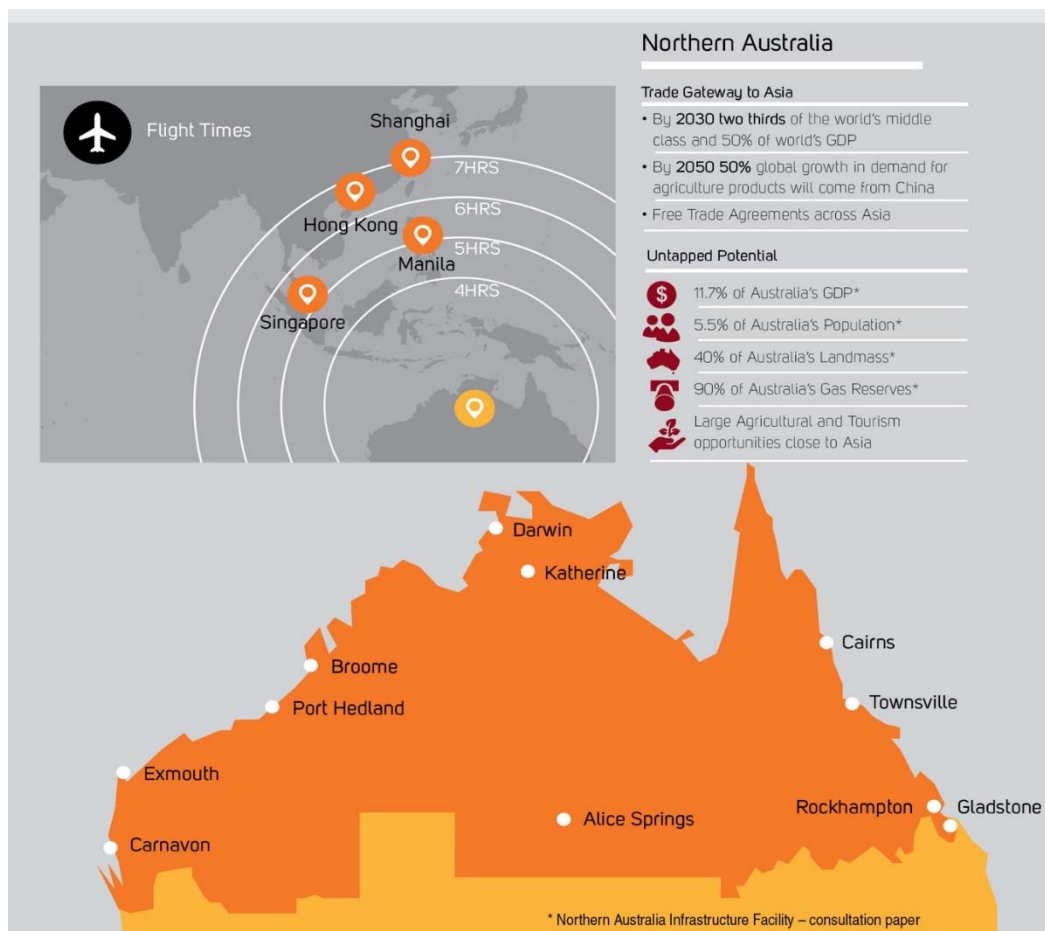 Northern Australia
Trade Gateway to Asia
• By 2030 two thirds of the world's middle
class and 50% of world's GDP
• By 2050 50% global growth in demand for
agriculture products will come from China
• Free Trade Agreements across Asia
Untapped Potential
$
11.7% of Australia's GDP*
5.5% of Australia's Population*
40% of Australia's Landmass*
90% of Australia's Gas Reserves*
Large Agricultural and Tourism
opportunities close to Asia
Flight Times
Shanghai
7HRS
6HRS
Hong Kong
5HRS
Manila
4HRS
Singapore
Darwin
Katherine
Cairns
Broome
Townsville
Port Hedland
Exmouth
Rockhampton
Gladstone
Alice Springs
Carnavon
* Northern Australia Infrastructure Facility – consultation paper